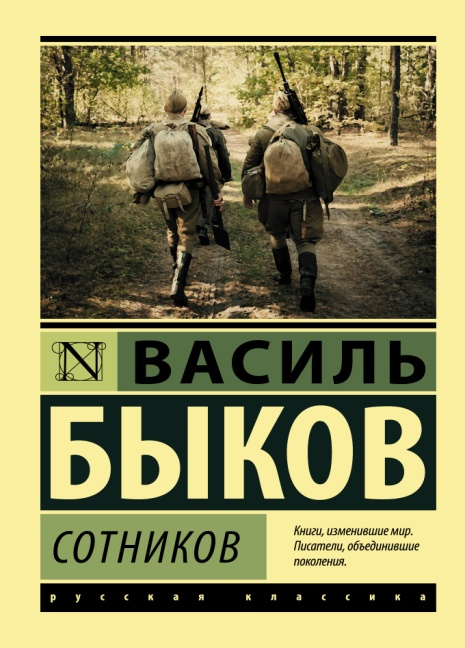 N
ВАСИЛЬ
БЫКОВ
СОТНИКОВ
Книги, изменившие мир.
Писатели, объединившие
поколения.
русская классика